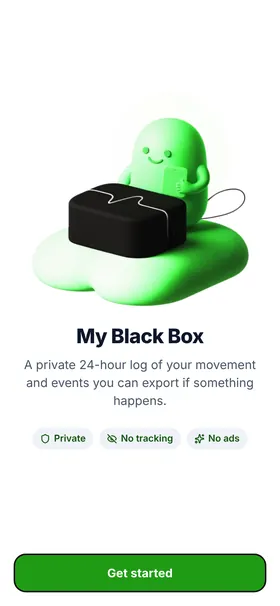 My Black Box
A private 24-hour log of your movement
and events you can export if something
happens.
Private
No tracking
No ads
Get started